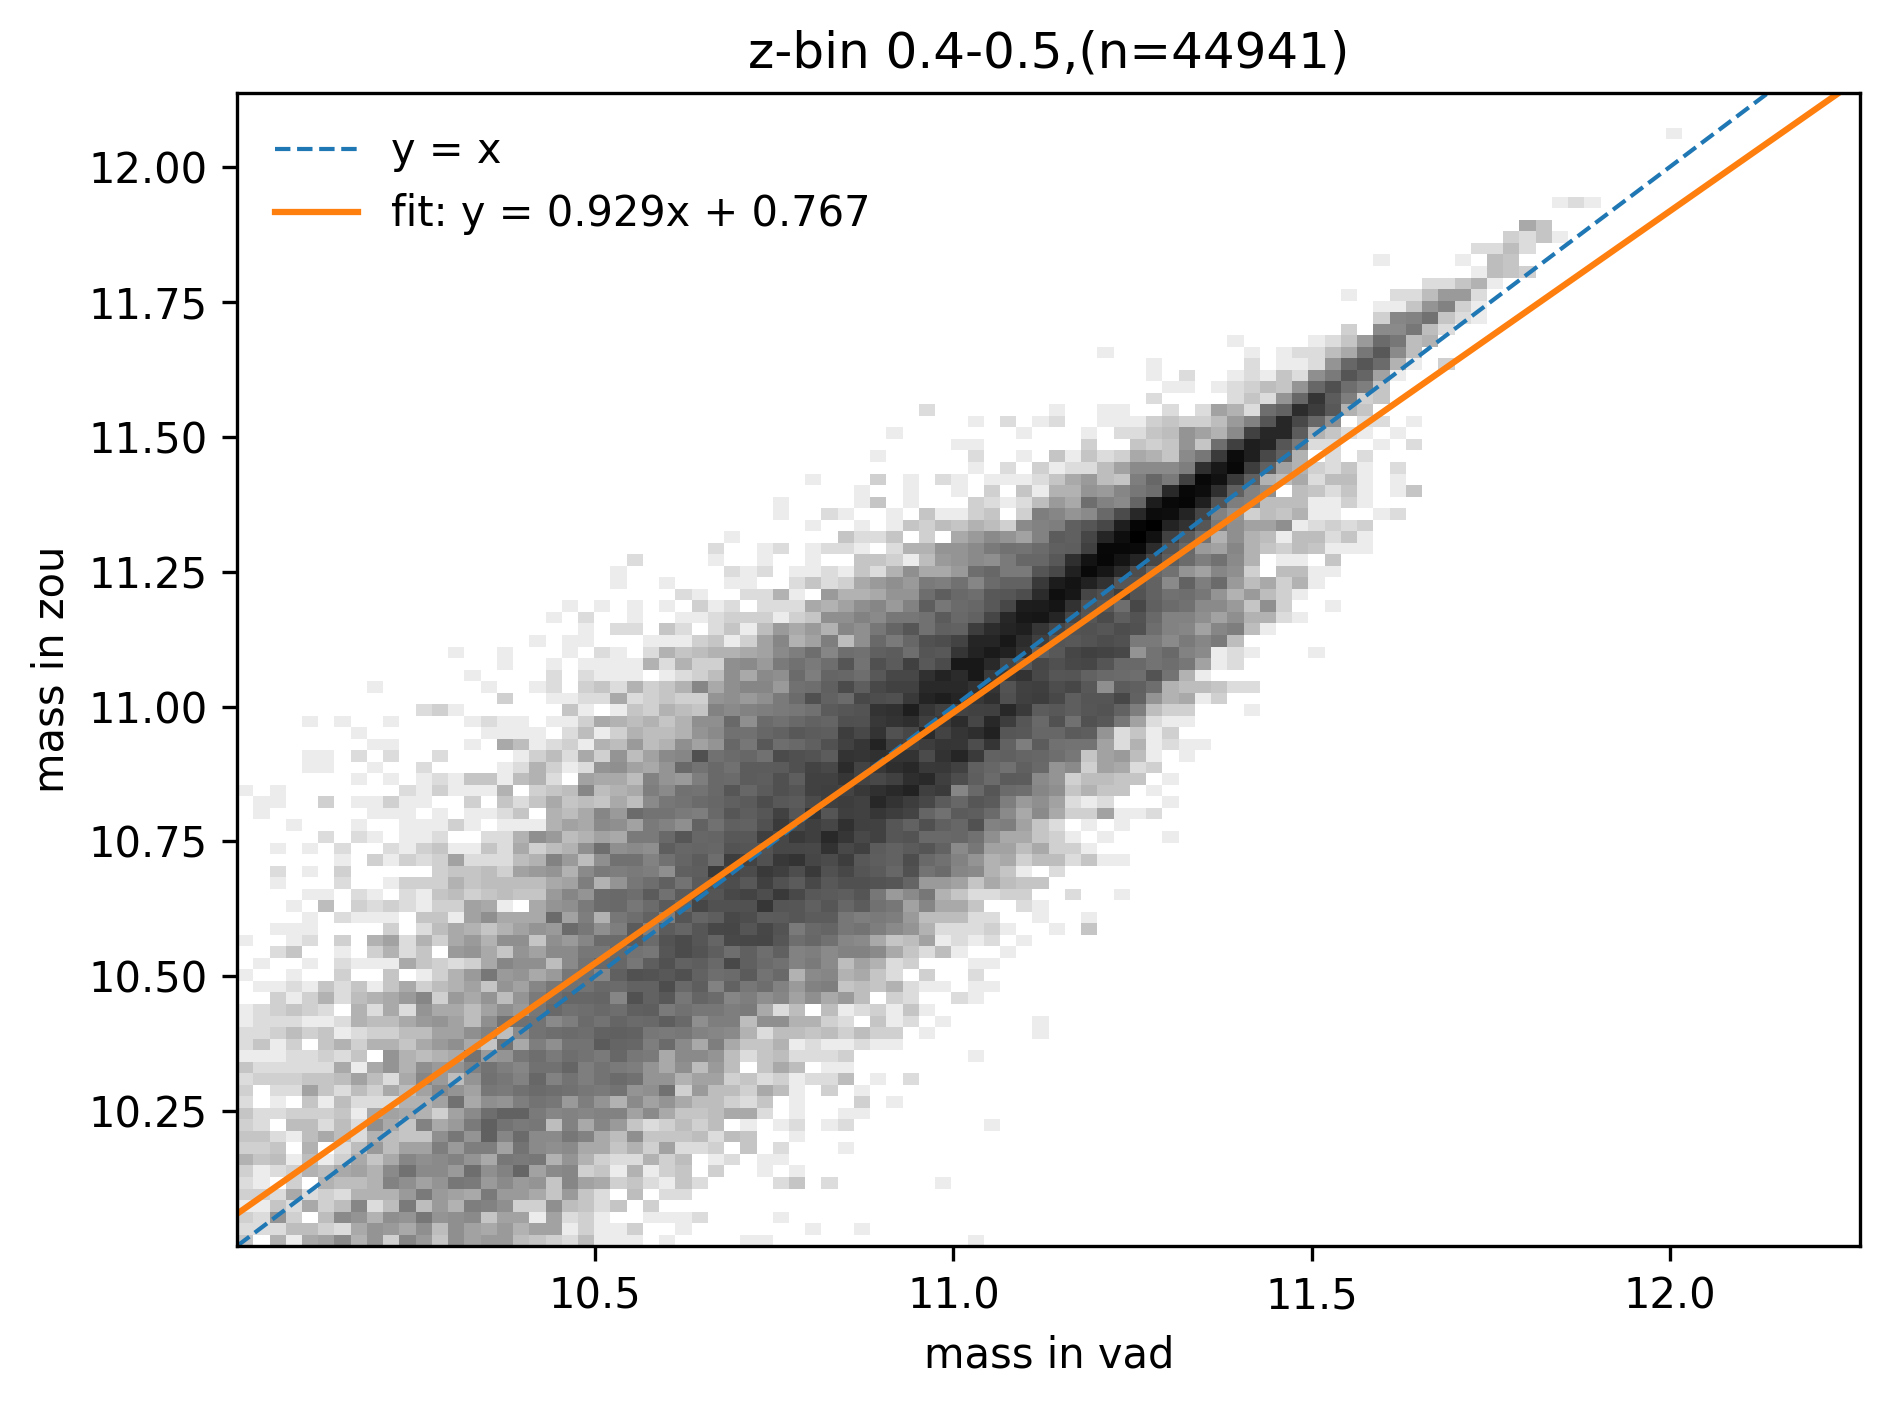 z-bin 0.4-0.5,(n=44941)
y = x
fit: y = 0.929x + 0.767
12.00
11.75
11.50
11.25
11.00
10.75
10.50
10.25
mass in zou
10.5
11.0
11.5
12.0
mass in vad